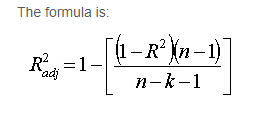 The formula is:
R²adj = 1 − [ (1 − R²)(n − 1) / n − k − 1 ]